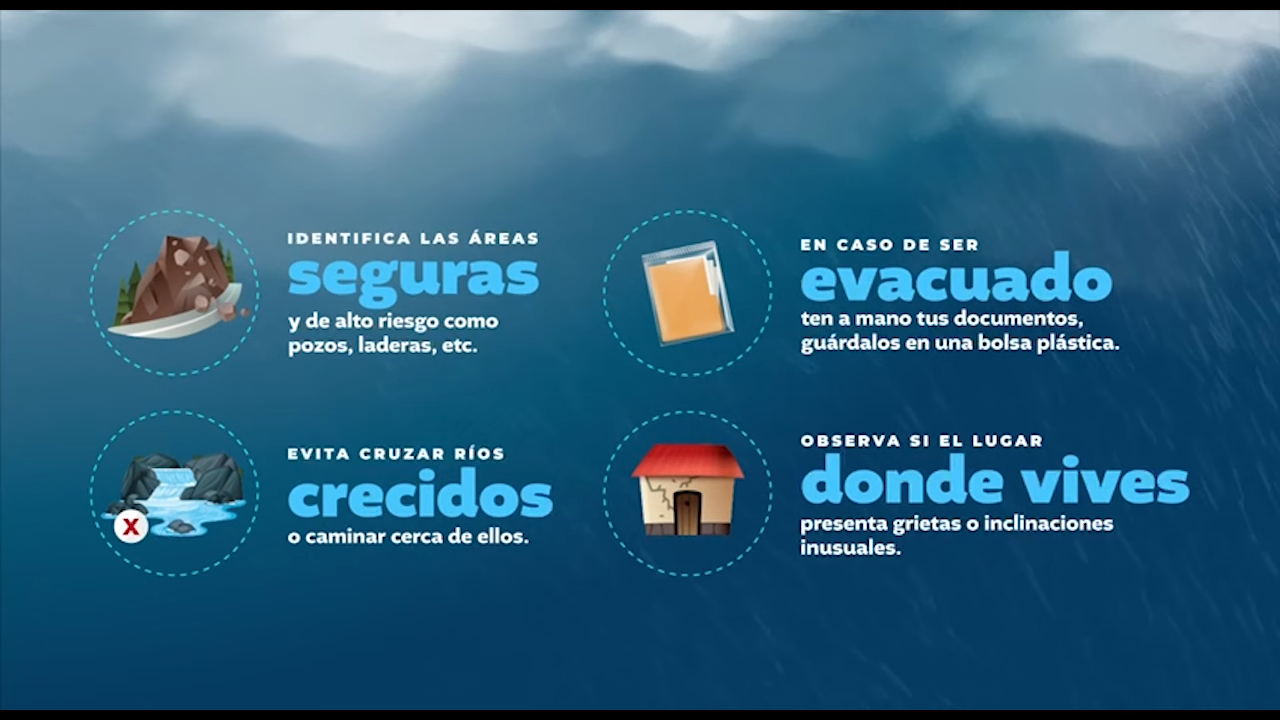 IDENTIFICA LAS ÁREAS
seguras
y de alto riesgo como
pozos, laderas, etc.
EN CASO DE SER
evacuado
ten a mano tus documentos,
guárdalos en una bolsa plástica.
EVITA CRUZAR RÍOS
crecidos
o caminar cerca de ellos.
X
OBSERVA SI EL LUGAR
donde vives
presenta grietas o inclinaciones
inusuales.